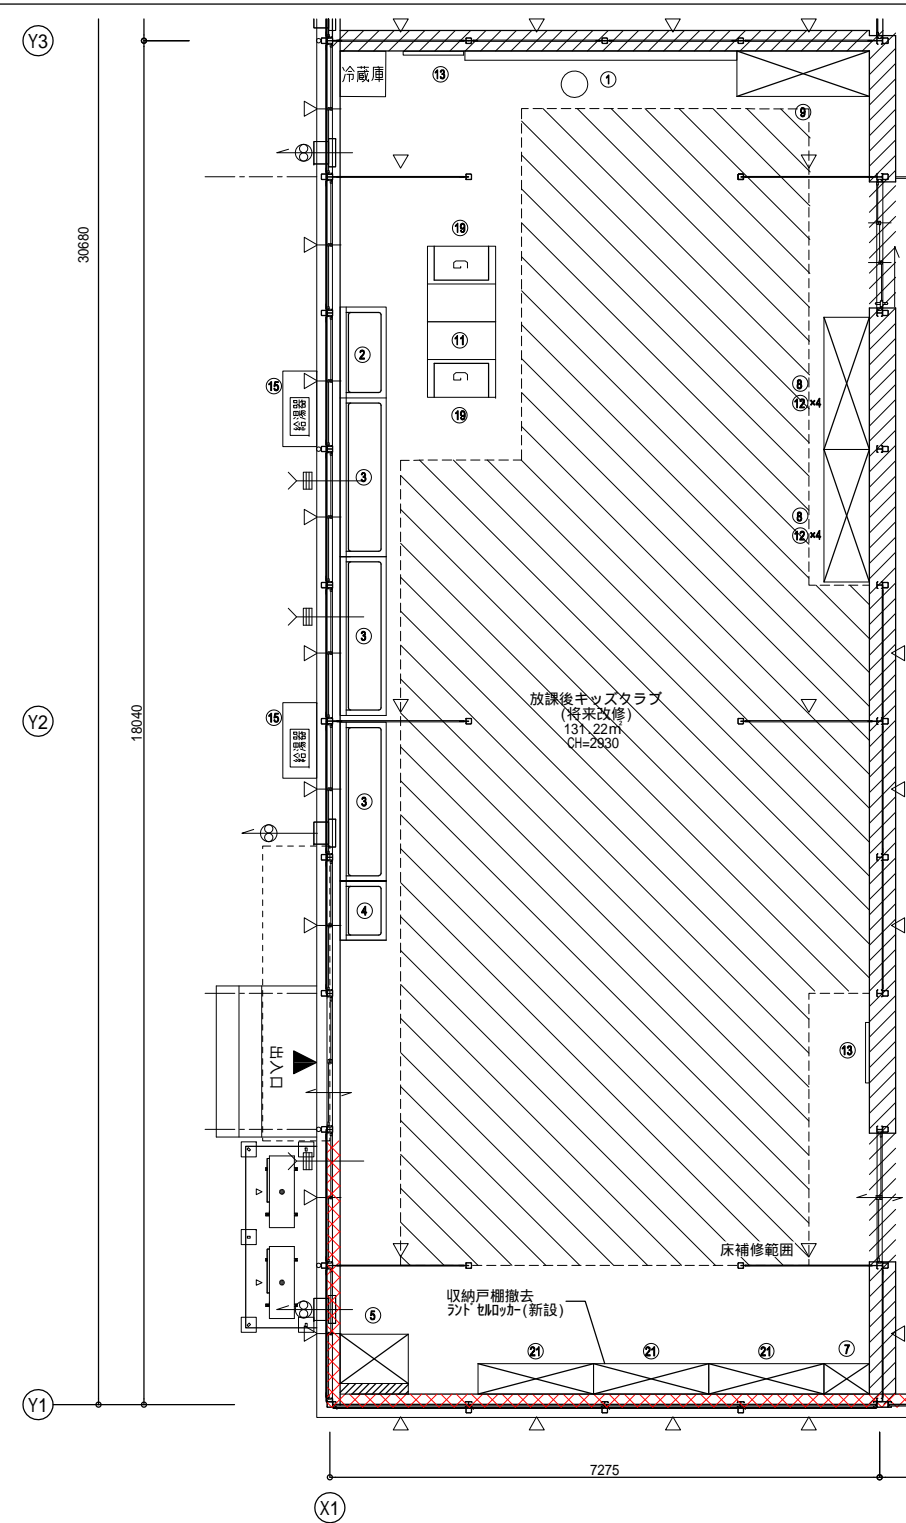 Y3
冷蔵庫
⑬
①
⑨
30680
⑲
②
⑪
⑮
給湯器
⑧
⑫×4
⑲
③
⑧
⑫×4
③
放課後キッズクラブ
(将来改修)
131.22㎡
CH=2930
Y2
18040
⑮
給湯器
③
④
出入口
⑬
床補修範囲
収納戸棚撤去
ランドセルロッカー(新設)
⑤
㉑
㉑
㉑
⑦
Y1
7275
X1